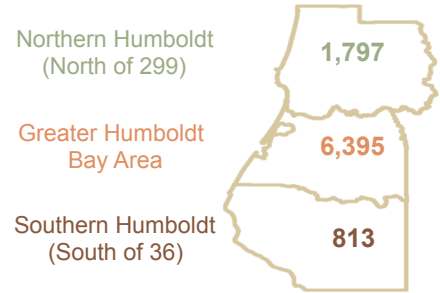 Northern Humboldt
(North of 299)
1,797
Greater Humboldt
Bay Area
6,395
Southern Humboldt
(South of 36)
813